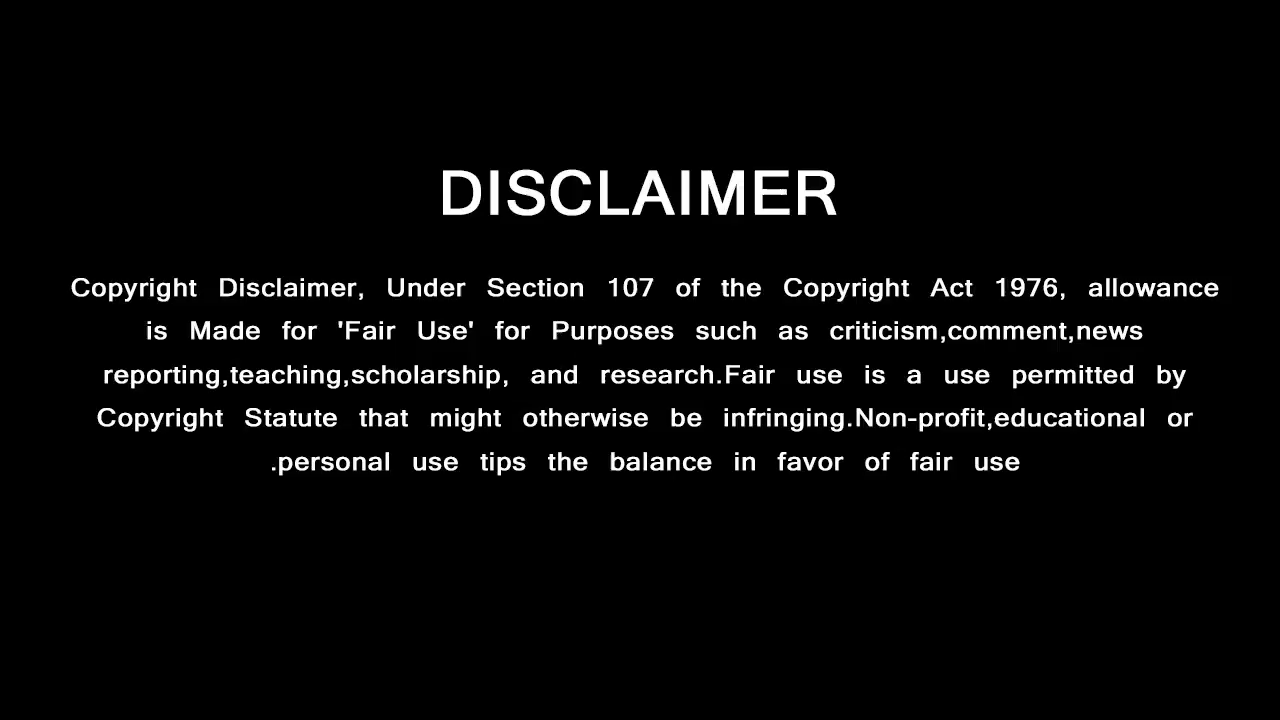 DISCLAIMER
Copyright Disclaimer, Under Section 107 of the Copyright Act 1976, allowance
is Made for 'Fair Use' for Purposes such as criticism,comment,news
reporting,teaching,scholarship, and research.Fair use is a use permitted by
Copyright Statute that might otherwise be infringing.Non-profit,educational or
.personal use tips the balance in favor of fair use